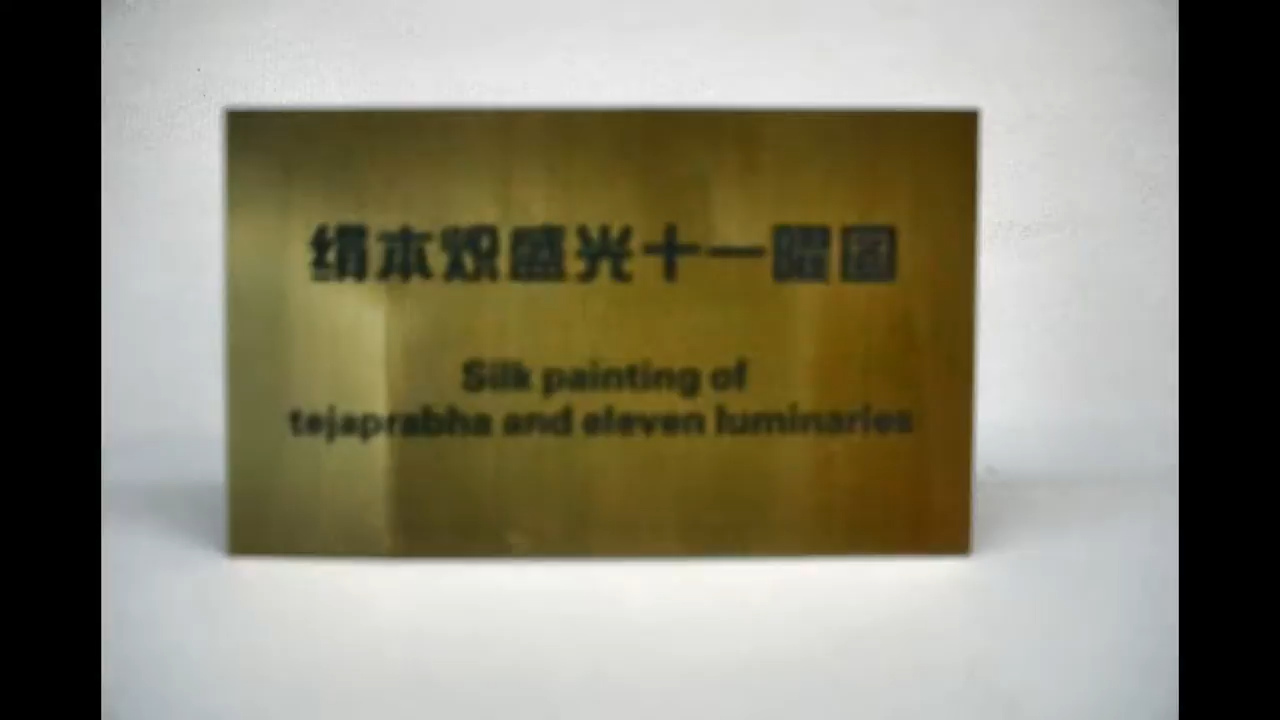 绢本炽盛光十一曜图
Silk painting of
tejaprabha and eleven luminaries